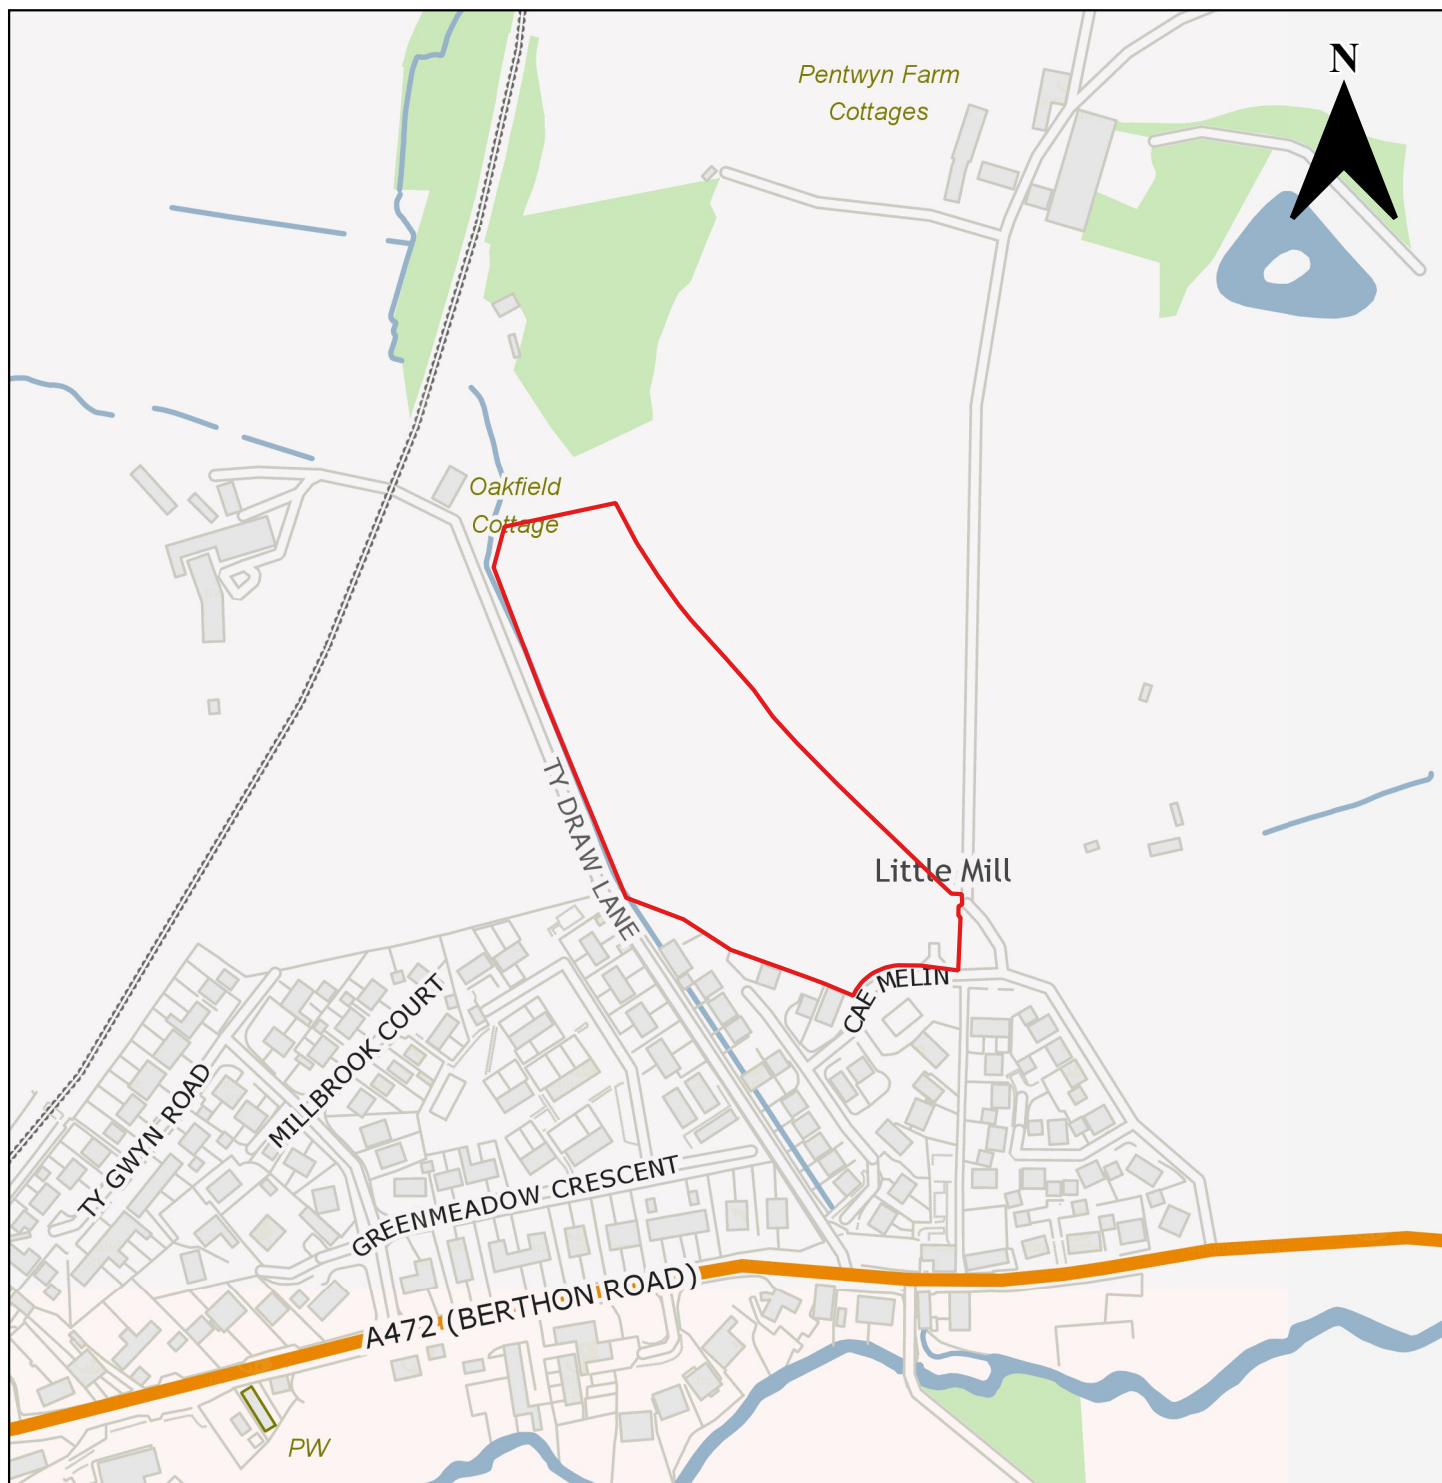 N
Pentwyn Farm
Cottages
Oakfield
Cottage
TY DRAW LANE
Little Mill
CAE MELIN
MILLBROOK COURT
TY GWYN ROAD
GREENMEADOW CRESCENT
A472 (BERTHON ROAD)
PW